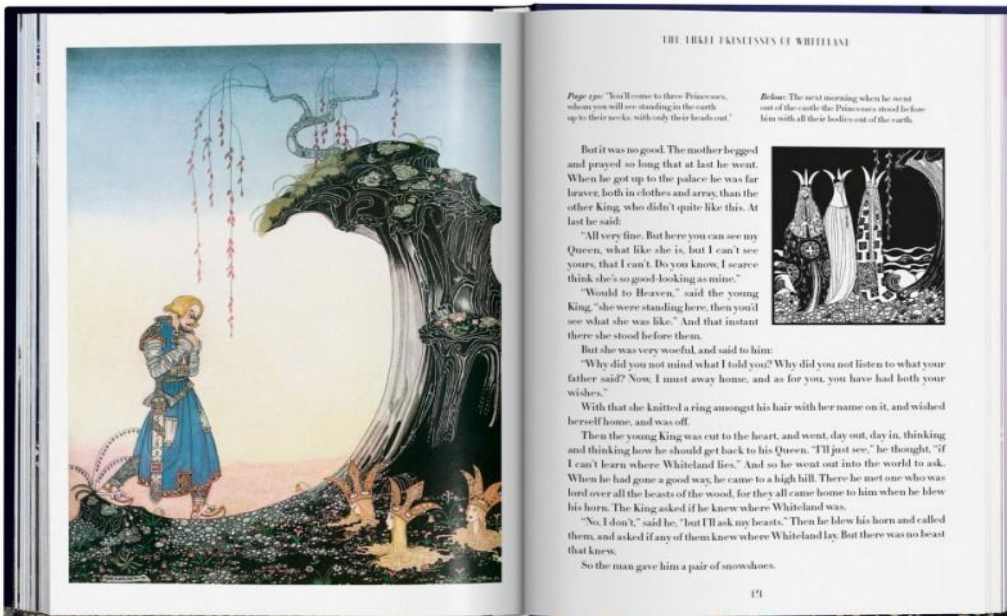 THE THREE PRINCESSES OF WHITELAND
Page 170: “You’ll come to three Princesses,
whom you will see standing in the earth
up to their necks, with only their heads out.”
Below: The next morning when he went
out of the castle the Princesses stood before
him with all their bodies out of the earth.
But it was no good. The mother begged
and prayed so long that at last he went.
When he got up to the palace he was far
braver, both in clothes and array, than the
other King, who didn’t quite like this. At
last he said:
“All very fine. But here you can see my
Queen, what like she is, but I can’t see
yours, that I can’t. Do you know, I scarce
think she’s so good-looking as mine.”
“Would to Heaven,” said the young
King, “she were standing here, then you’d
see what she was like.” And that instant
there she stood before them.
But she was very woeful, and said to him:
“Why did you not mind what I told you? Why did you not listen to what your
father said? Now, I must away home, and as for you, you have had both your
wishes.”
With that she knitted a ring amongst his hair with her name on it, and wished
herself home, and was off.
Then the young King was cut to the heart, and went, day out, day in, thinking
and thinking how he should get back to his Queen. “I’ll just see,” he thought, “if
I can’t learn where Whiteland lies.” And so he went out into the world to ask.
When he had gone a good way, he came to a high hill. There he met one who was
lord over all the beasts of the wood, for they all came home to him when he blew
his horn. The King asked if he knew where Whiteland was.
“No, I don’t,” said he, “but I’ll ask my beasts.” Then he blew his horn and called
them, and asked if any of them knew where Whiteland lay. But there was no beast
that knew.
So the man gave him a pair of snowshoes.
171